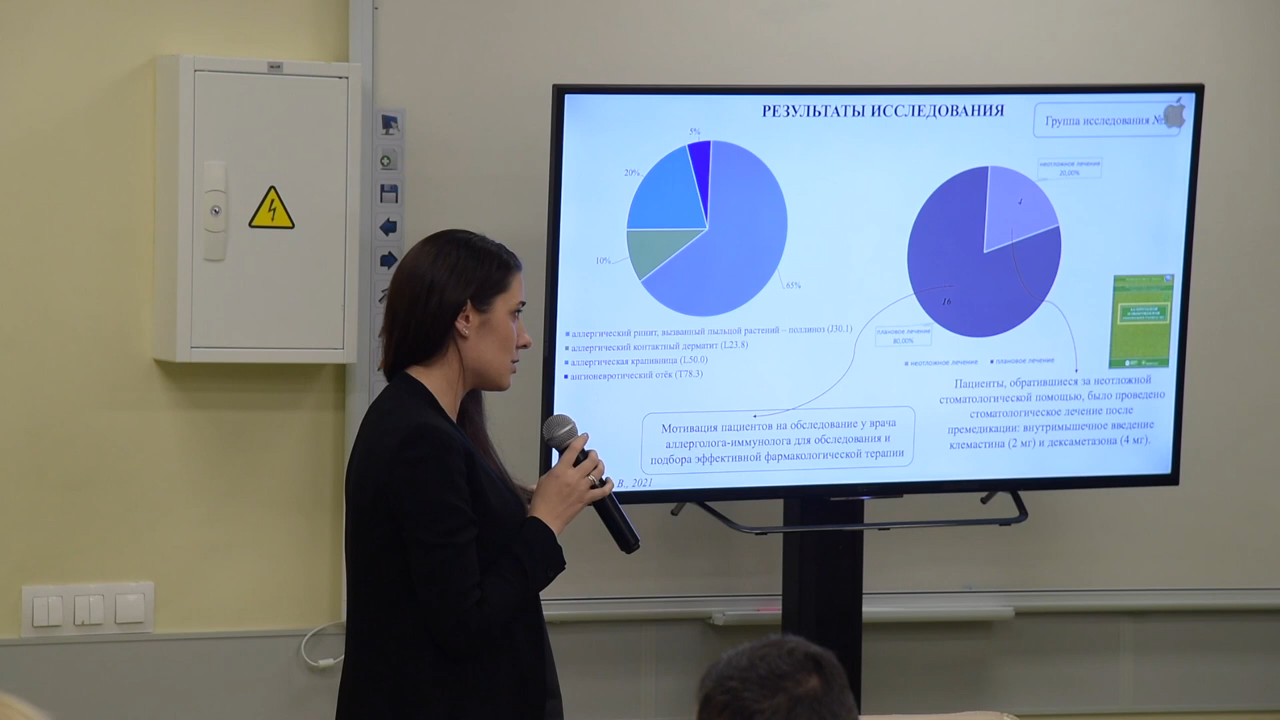 РЕЗУЛЬТАТЫ ИССЛЕДОВАНИЯ
Группа исследования
5%
20%
10%
65%
аллергический ринит, вызванный пыльцой растений – поллиноз (J30.1)
аллергический контактный дерматит (L23.8)
аллергическая крапивница (L50.0)
ангионевротический отёк (T78.3)
неотложное лечение
20,00%
4
16
плановое лечение
80,00%
неотложное лечение плановое лечение
Мотивация пациентов на обследование у врача
аллерголога-иммунолога для обследования и
подбора эффективной фармакологической терапии
Пациенты, обратившиеся за неотложной
стоматологической помощью, было проведено
стоматологическое лечение после
премедикации: внутримышечное введение
клемастина (2 мг) и дексаметазона (4 мг).
В., 2021